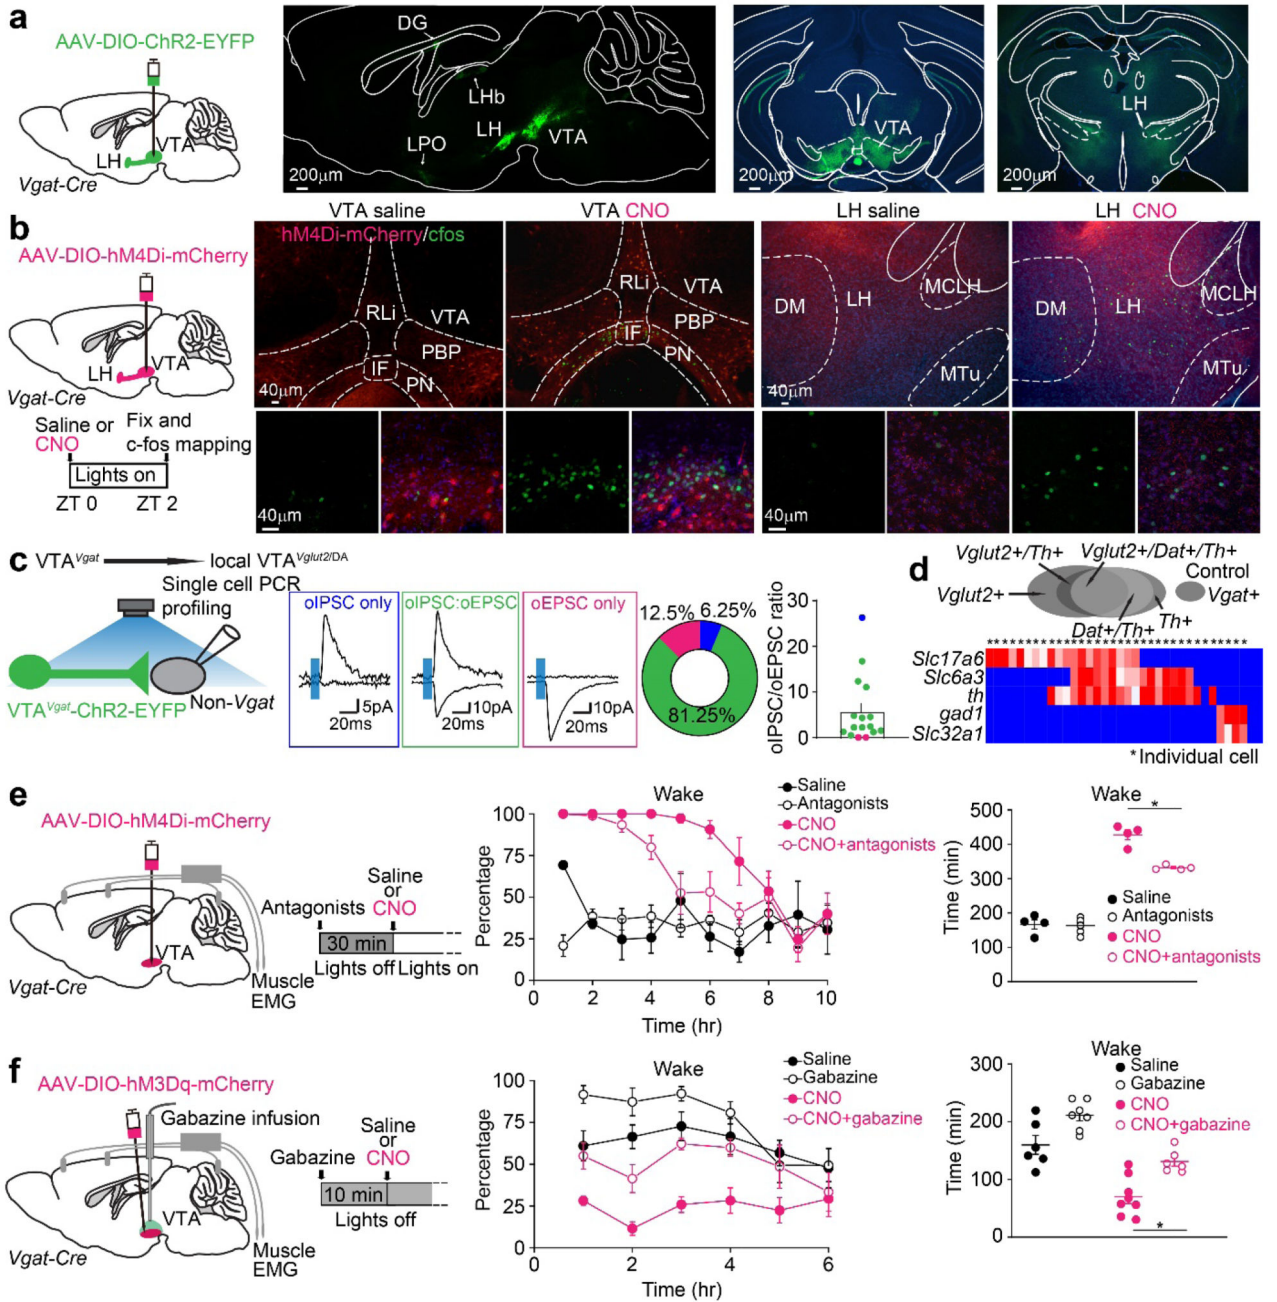 a
AAV-DIO-ChR2-EYFP
LH
VTA
Vgat-Cre
DG
LHb
LH
VTA
LPO
200µm
VTA
200µm
LH
200µm
b
AAV-DIO-hM4Di-mCherry
LH
VTA
Vgat-Cre
Saline or
CNO
Fix and
c-fos mapping
Lights on
ZT 0
ZT 2
VTA saline
hM4Di-mCherry/cfos
RLi
VTA
PBP
IF
PN
40µm
40µm
VTA CNO
RLi
VTA
PBP
IF
PN
40µm
LH saline
DM
LH
MCLH
MTu
40µm
40µm
LH CNO
DM
LH
MCLH
MTu
40µm
40µm
c
VTAVgat
local VTAVglut2/DA
Single cell PCR
profiling
Non-Vgat
VTAVgat-ChR2-EYFP
oIPSC only
5pA
20ms
oIPSC:oEPSC
10pA
20ms
oEPSC only
10pA
20ms
12.5%
6.25%
81.25%
oIPSC/oEPSC ratio
30
20
10
0
d
Vglut2+/Th+
Vglut2+/Dat+/Th+
Control
Vglut2+
Vgat+
Dat+/Th+
Th+
************************************
Slc17a6
Slc6a3
th
gad1
Slc32a1
*Individual cell
e
AAV-DIO-hM4Di-mCherry
VTA
Vgat-Cre
Muscle
EMG
Saline
or
Antagonists CNO
30 min
Lights off Lights on
Wake
Saline
Antagonists
CNO
CNO+antagonists
Percentage
100
75
50
25
0
0 2 4 6 8 10
Time (hr)
Wake
*
Time (min)
500
400
300
200
100
0
Saline
Antagonists
CNO
CNO+antagonists
f
AAV-DIO-hM3Dq-mCherry
Gabazine infusion
VTA
Vgat-Cre
Muscle
EMG
Saline
or
Gabazine CNO
10 min
Lights off
Wake
Saline
Gabazine
CNO
CNO+gabazine
Percentage
100
75
50
25
0
0 2 4 6
Time (hr)
Wake
Saline
Gabazine
CNO
CNO+gabazine
Time (min)
300
200
100
0
*